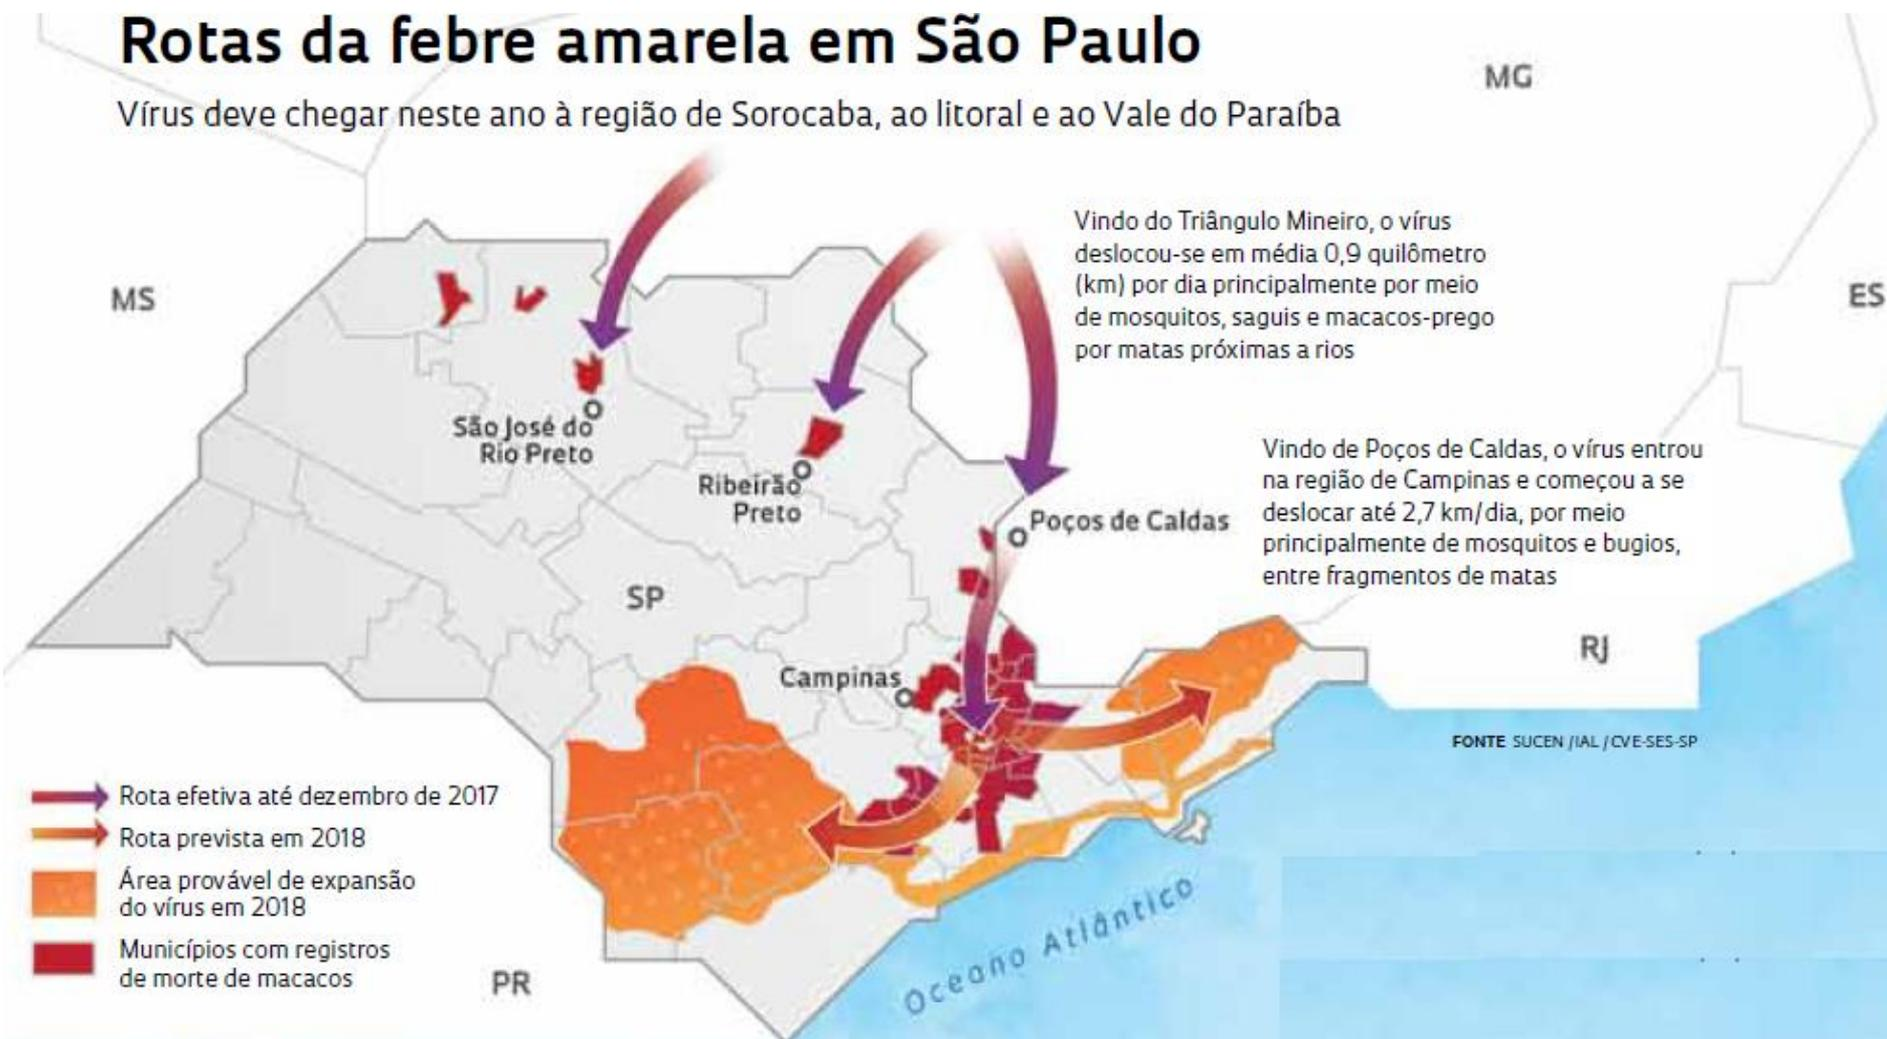 Rotas da febre amarela em São Paulo
Vírus deve chegar neste ano à região de Sorocaba, ao litoral e ao Vale do Paraíba
MG
Vindo do Triângulo Mineiro, o vírus
deslocou-se em média 0,9 quilômetro
(km) por dia principalmente por meio
de mosquitos, saguis e macacos-prego
por matas próximas a rios
MS
ES
São José do
Rio Preto
Ribeirão
Preto
Poços de Caldas
Vindo de Poços de Caldas, o vírus entrou
na região de Campinas e começou a se
deslocar até 2,7 km/dia, por meio
principalmente de mosquitos e bugios,
entre fragmentos de matas
SP
RJ
Campinas
FONTE SUCEN /IAL /CVE-SES-SP
Rota efetiva até dezembro de 2017
Rota prevista em 2018
Área provável de expansão
do vírus em 2018
Municípios com registros
de morte de macacos
PR
Oceano Atlântico